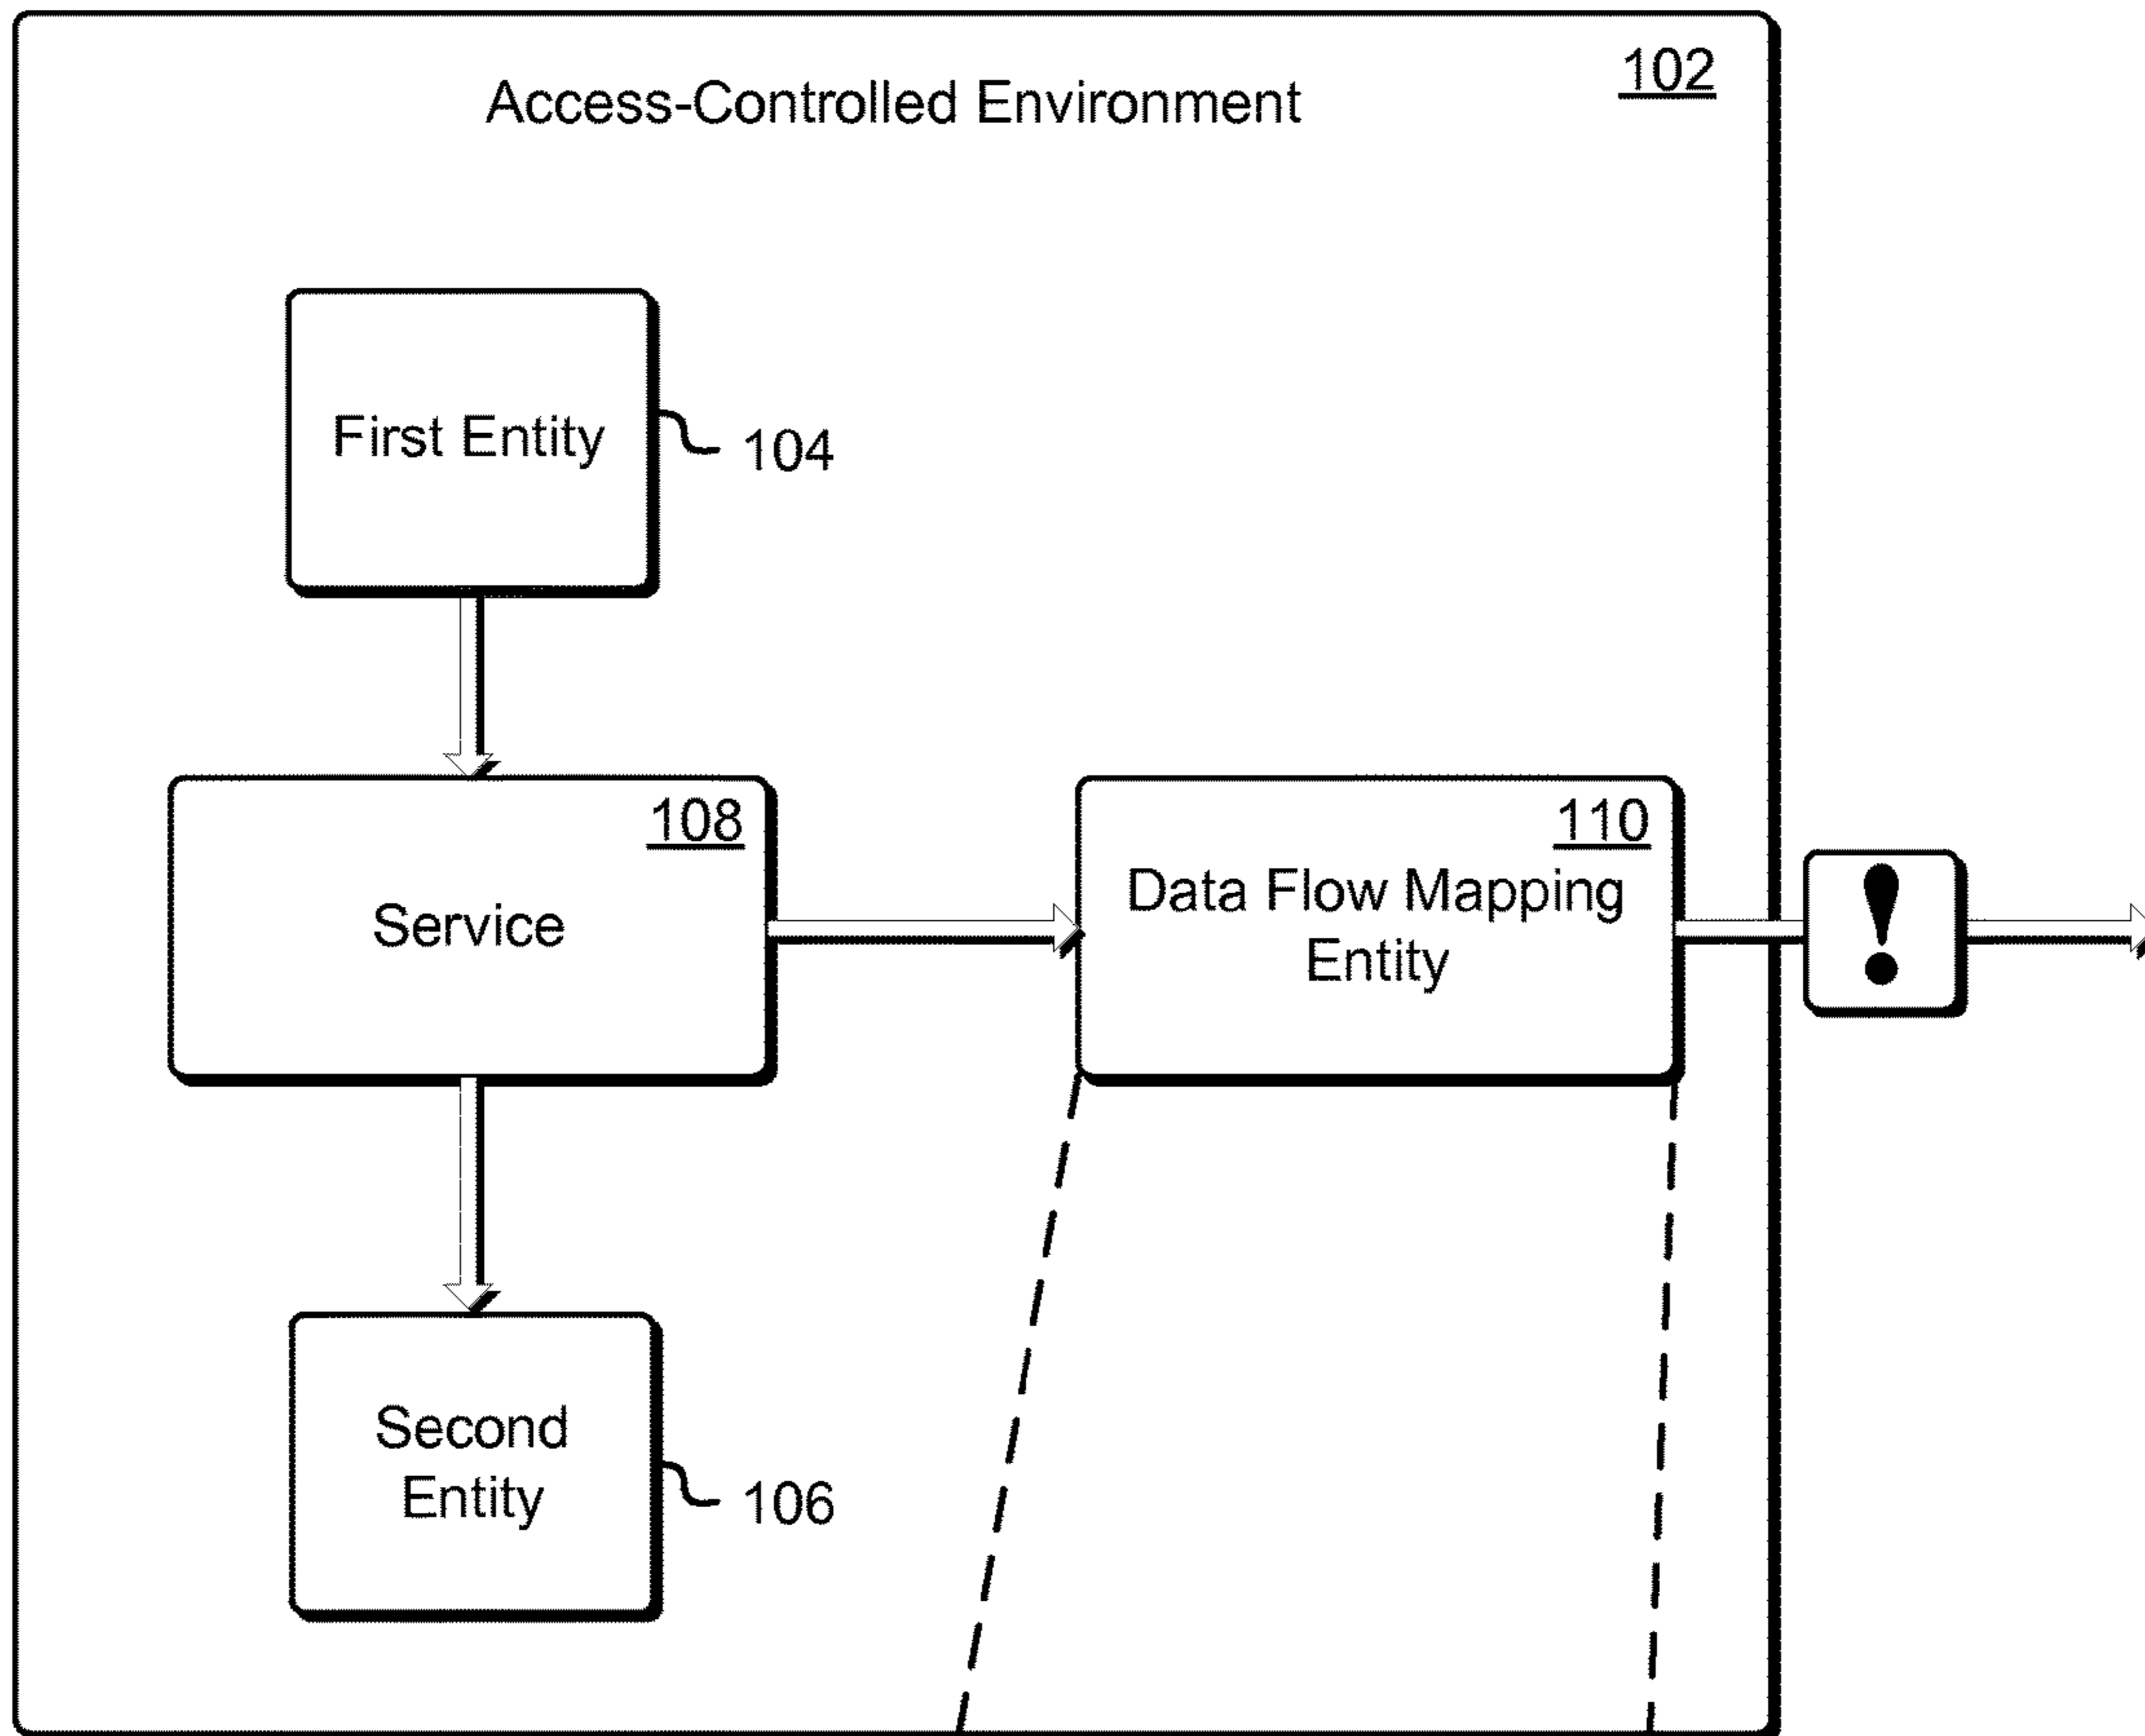 102
Access-Controlled Environment
First Entity
104
108
Service
110
Data Flow Mapping
Entity
!
Second
Entity
106